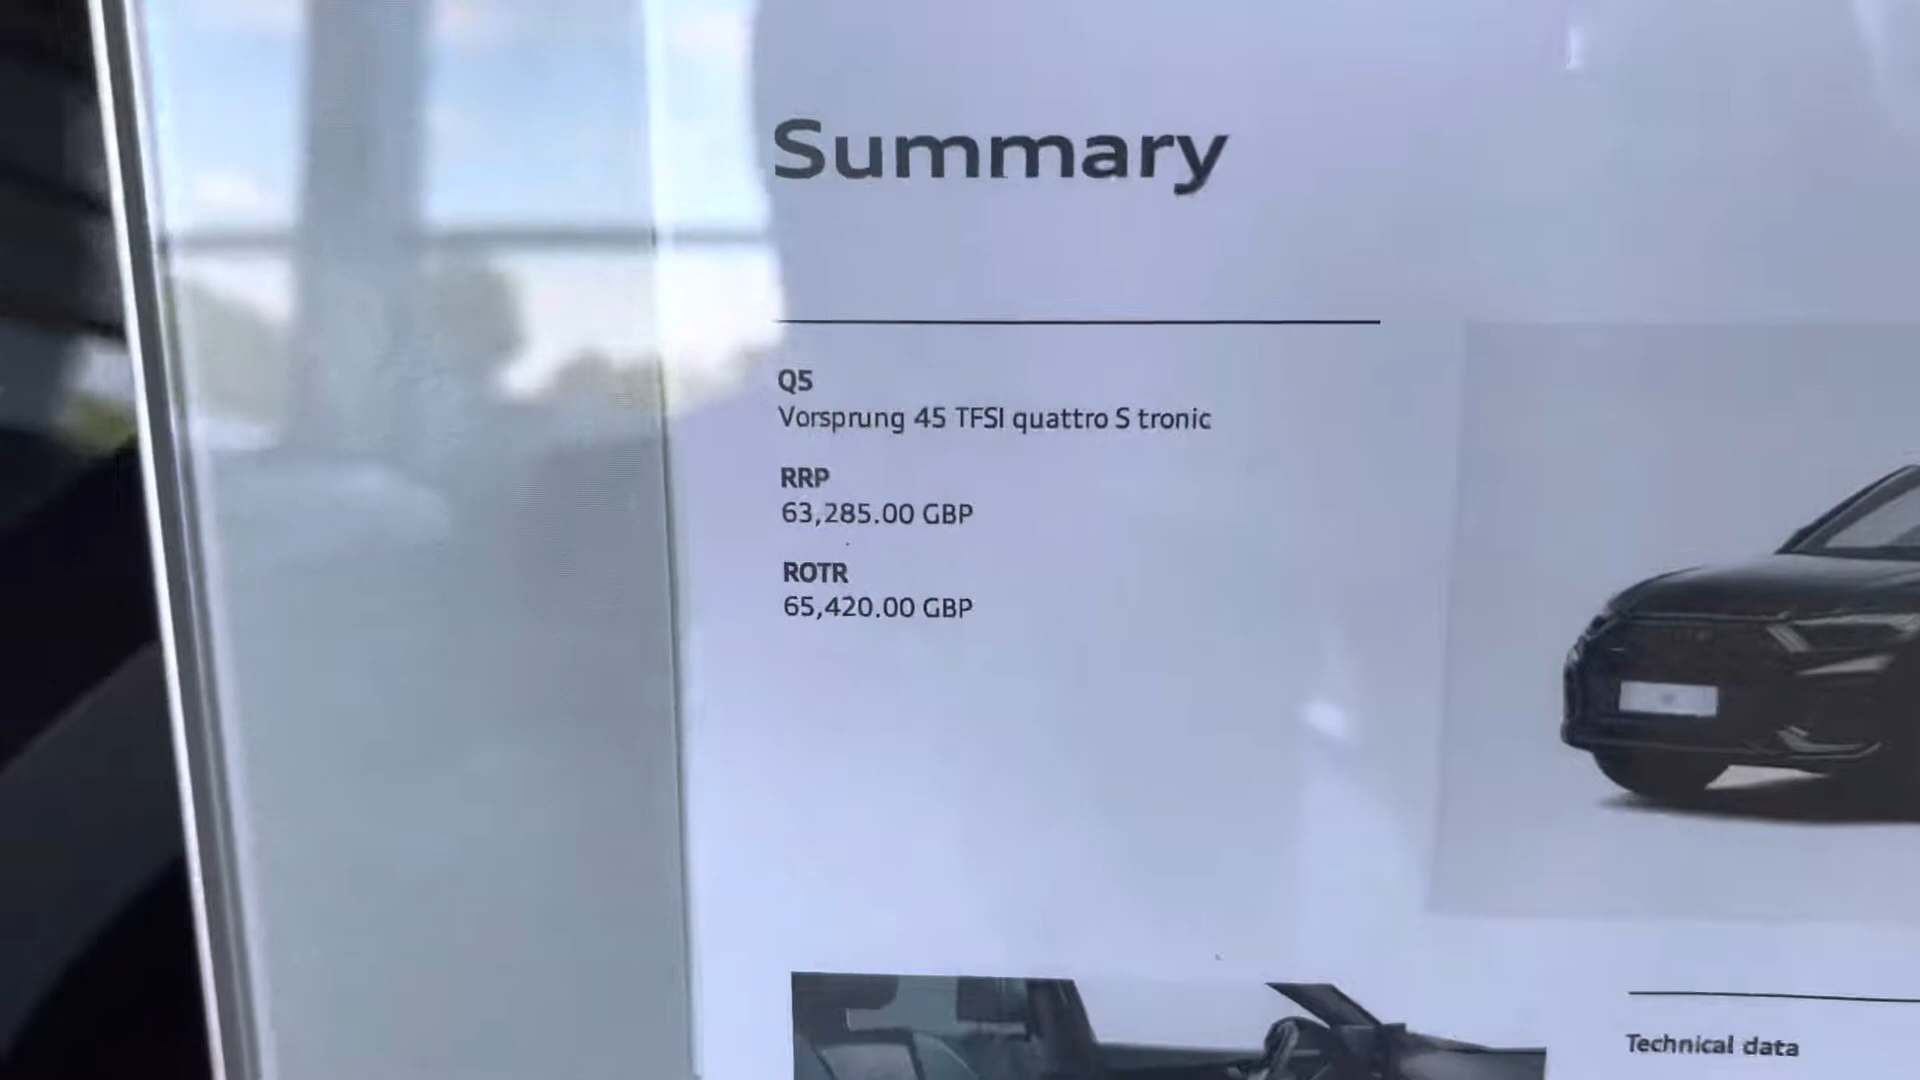 Summary
Q5
Vorsprung 45 TFSI quattro S tronic
RRP
63,285.00 GBP
ROTR
65,420.00 GBP
Technical data